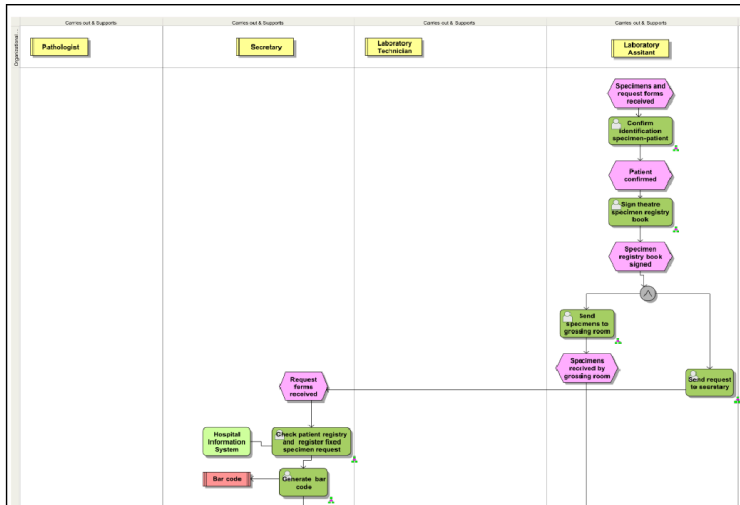 Carries out & Supports
Carries out & Supports
Carries out & Supports
Carries out & Supports
Organizational...
Pathologist
Secretary
Laboratory
Technician
Laboratory
Assitant
Specimens and
request forms
received
Confirm
identification
specimen-patient
Patient
confirmed
Sign theatre
specimen registry
book
Specimen
registry book
signed
Send
specimens to
grossing room
Specimens
recrived by
grossing room
Send request
to secretary
Request
forms
received
Hospital
Information
System
Check patient registry
and register fixed
specimen request
Bar code
Generate bar
code